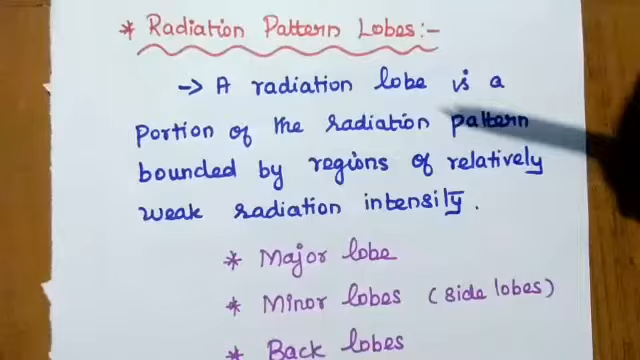 * Radiation Pattern Lobes:-
→ A radiation lobe is a
portion of the radiation pattern
bounded by regions of relatively
weak radiation intensity.
* Major lobe
* Minor lobes (side lobes)
* Back lobes